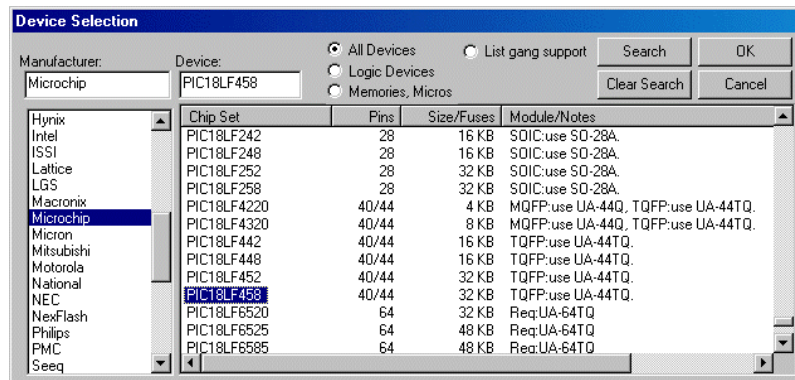 Device Selection
Manufacturer: Device: All Devices List gang support Search OK
Microchip PIC18LF458 Logic Devices Clear Search Cancel
Memories, Micros
Hynix
Intel
ISSI
Lattice
LGS
Macronix
Microchip
Micron
Mitsubishi
Motorola
National
NEC
NexFlash
Philips
PMC
Seeq
Chip Set Pins Size/Fuses Module/Notes
PIC18LF242 28 16 KB SOIC:use SO-28A.
PIC18LF248 28 16 KB SOIC:use SO-28A.
PIC18LF252 28 32 KB SOIC:use SO-28A.
PIC18LF258 28 32 KB SOIC:use SO-28A.
PIC18LF4220 40/44 4 KB MQFP:use UA-44Q, TQFP:use UA-44TQ.
PIC18LF4320 40/44 8 KB MQFP:use UA-44Q, TQFP:use UA-44TQ.
PIC18LF442 40/44 16 KB TQFP:use UA-44TQ.
PIC18LF448 40/44 16 KB TQFP:use UA-44TQ.
PIC18LF452 40/44 32 KB TQFP:use UA-44TQ.
PIC18LF458 40/44 32 KB TQFP:use UA-44TQ.
PIC18LF6520 64 32 KB Req:UA-64TQ
PIC18LF6525 64 48 KB Req:UA-64TQ
PIC18LF6585 64 48 KB Req:UA-64TQ